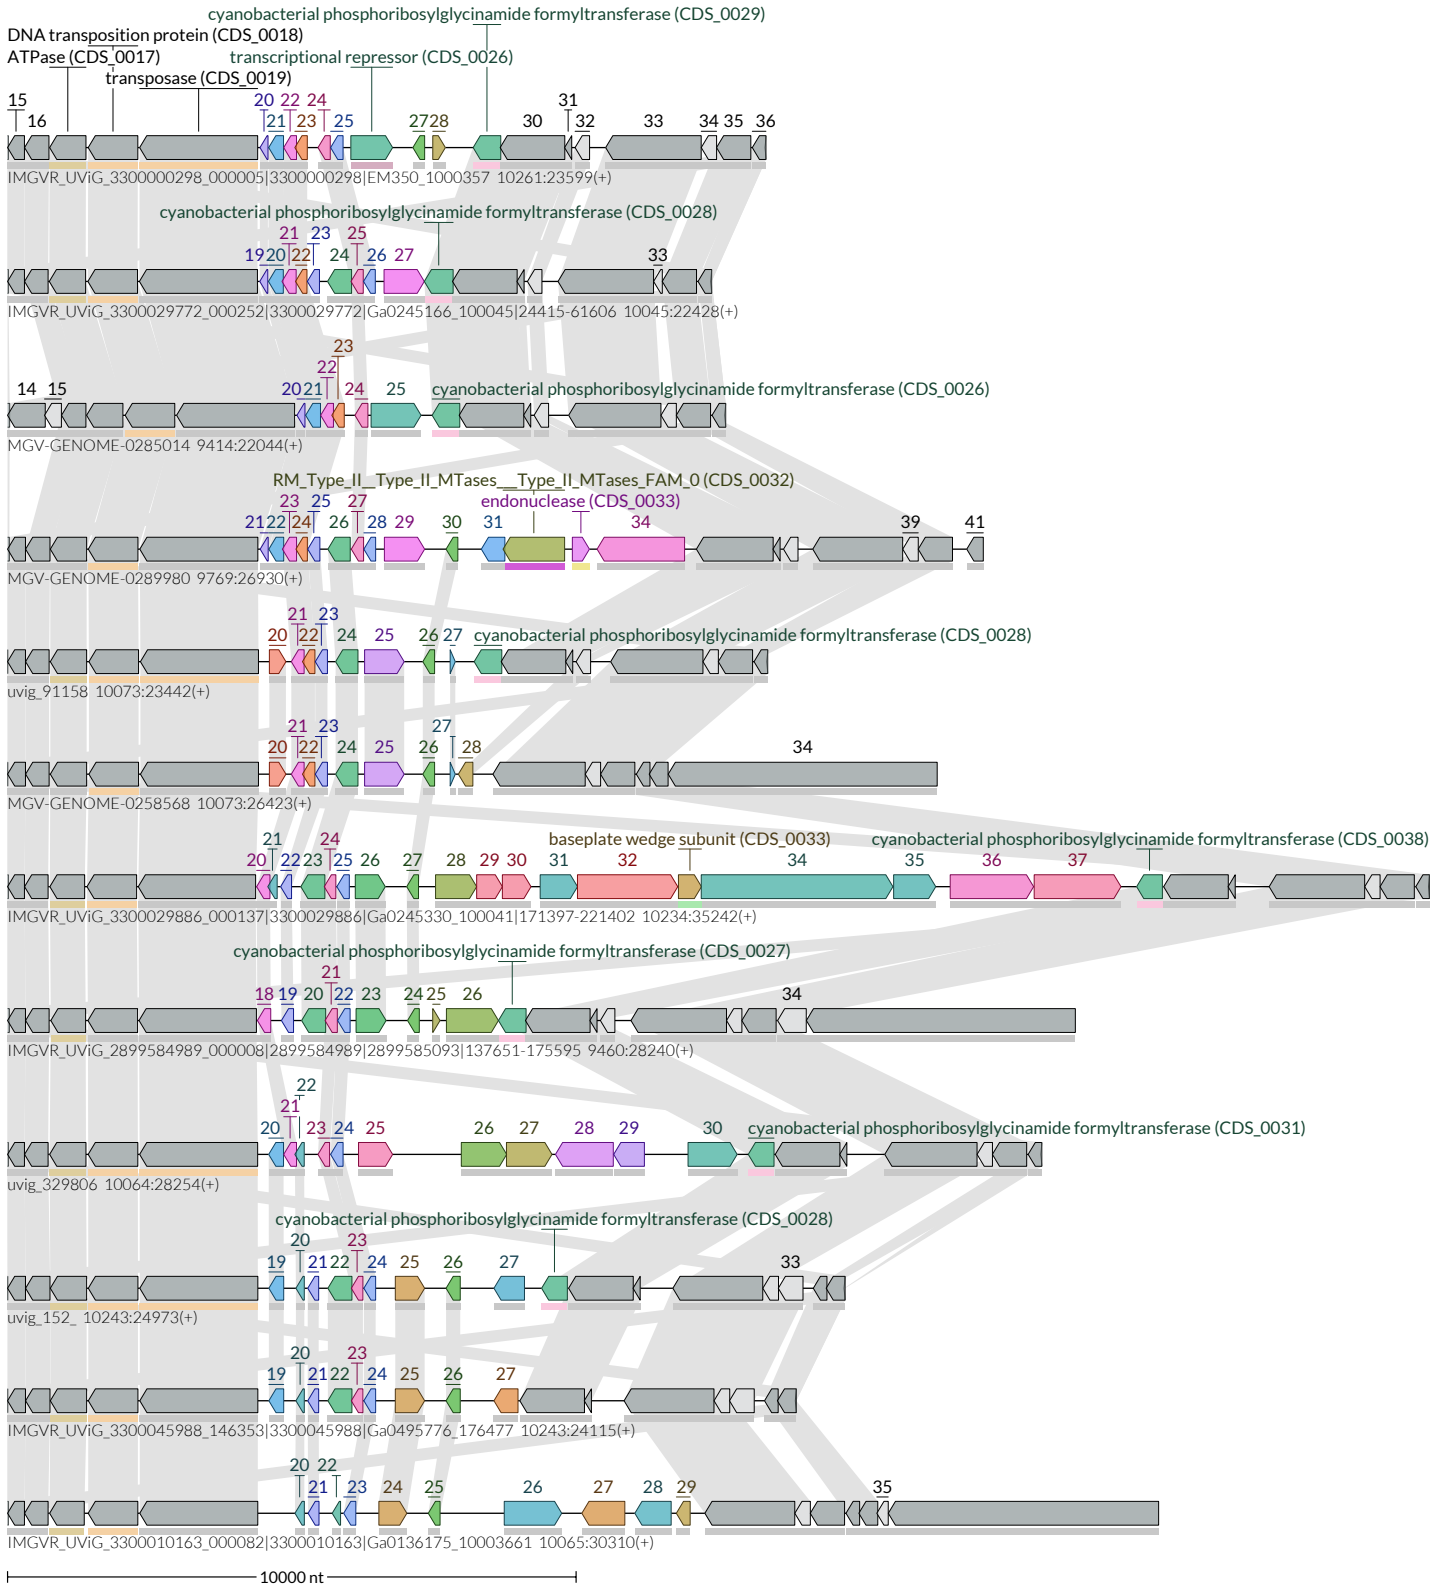 cyanobacterial phosphoribosylglycinamide formyltransferase (CDS_0029)
DNA transposition protein (CDS_0018)
ATPase (CDS_0017) transcriptional repressor (CDS_0026)
transposase (CDS_0019)
15 20 22 24 31
16 21 23 25 27 28 30 32 33 34 35 36
IMGVR_UViG_3300000298_000005|3300000298|EM350_1000357 10261:23599(+)
cyanobacterial phosphoribosylglycinamide formyltransferase (CDS_0028)
21 23 25
19 20 22 24 26 27 33
IMGVR_UViG_3300029772_000252|3300029772|Ga0245166_100045|24415-61606 10045:22428(+)
23
22
14 15 20 21 24 25 cyanobacterial phosphoribosylglycinamide formyltransferase (CDS_0026)
MGV-GENOME-0285014 9414:22044(+)
RM_Type_II__Type_II_MTases___Type_II_MTases_FAM_0 (CDS_0032)
23 25 27 endonuclease (CDS_0033)
21 22 24 26 28 29 30 31 34 39 41
MGV-GENOME-0289980 9769:26930(+)
21 23
20 22 24 25 26 27 cyanobacterial phosphoribosylglycinamide formyltransferase (CDS_0028)
uvig_91158 10073:23442(+)
21 23 27
20 22 24 25 26 28 34
MGV-GENOME-0258568 10073:26423(+)
21 24 baseplate wedge subunit (CDS_0033) cyanobacterial phosphoribosylglycinamide formyltransferase (CDS_0038)
20 22 23 25 26 27 28 29 30 31 32 34 35 36 37
IMGVR_UViG_3300029886_000137|3300029886|Ga0245330_100041|171397-221402 10234:35242(+)
cyanobacterial phosphoribosylglycinamide formyltransferase (CDS_0027)
21
18 19 20 22 23 24 25 26 34
IMGVR_UViG_2899584989_000008|2899584989|2899585093|137651-175595 9460:28240(+)
22
21
20 23 24 25 26 27 28 29 30 cyanobacterial phosphoribosylglycinamide formyltransferase (CDS_0031)
uvig_329806 10064:28254(+)
cyanobacterial phosphoribosylglycinamide formyltransferase (CDS_0028)
20 23
19 21 22 24 25 26 27 33
uvig_152_ 10243:24973(+)
20 23
19 21 22 24 25 26 27
IMGVR_UViG_3300045988_146353|3300045988|Ga0495776_176477 10243:24115(+)
20 22
21 23 24 25 26 27 28 29 35
IMGVR_UViG_3300010163_000082|3300010163|Ga0136175_10003661 10065:30310(+)
10000 nt